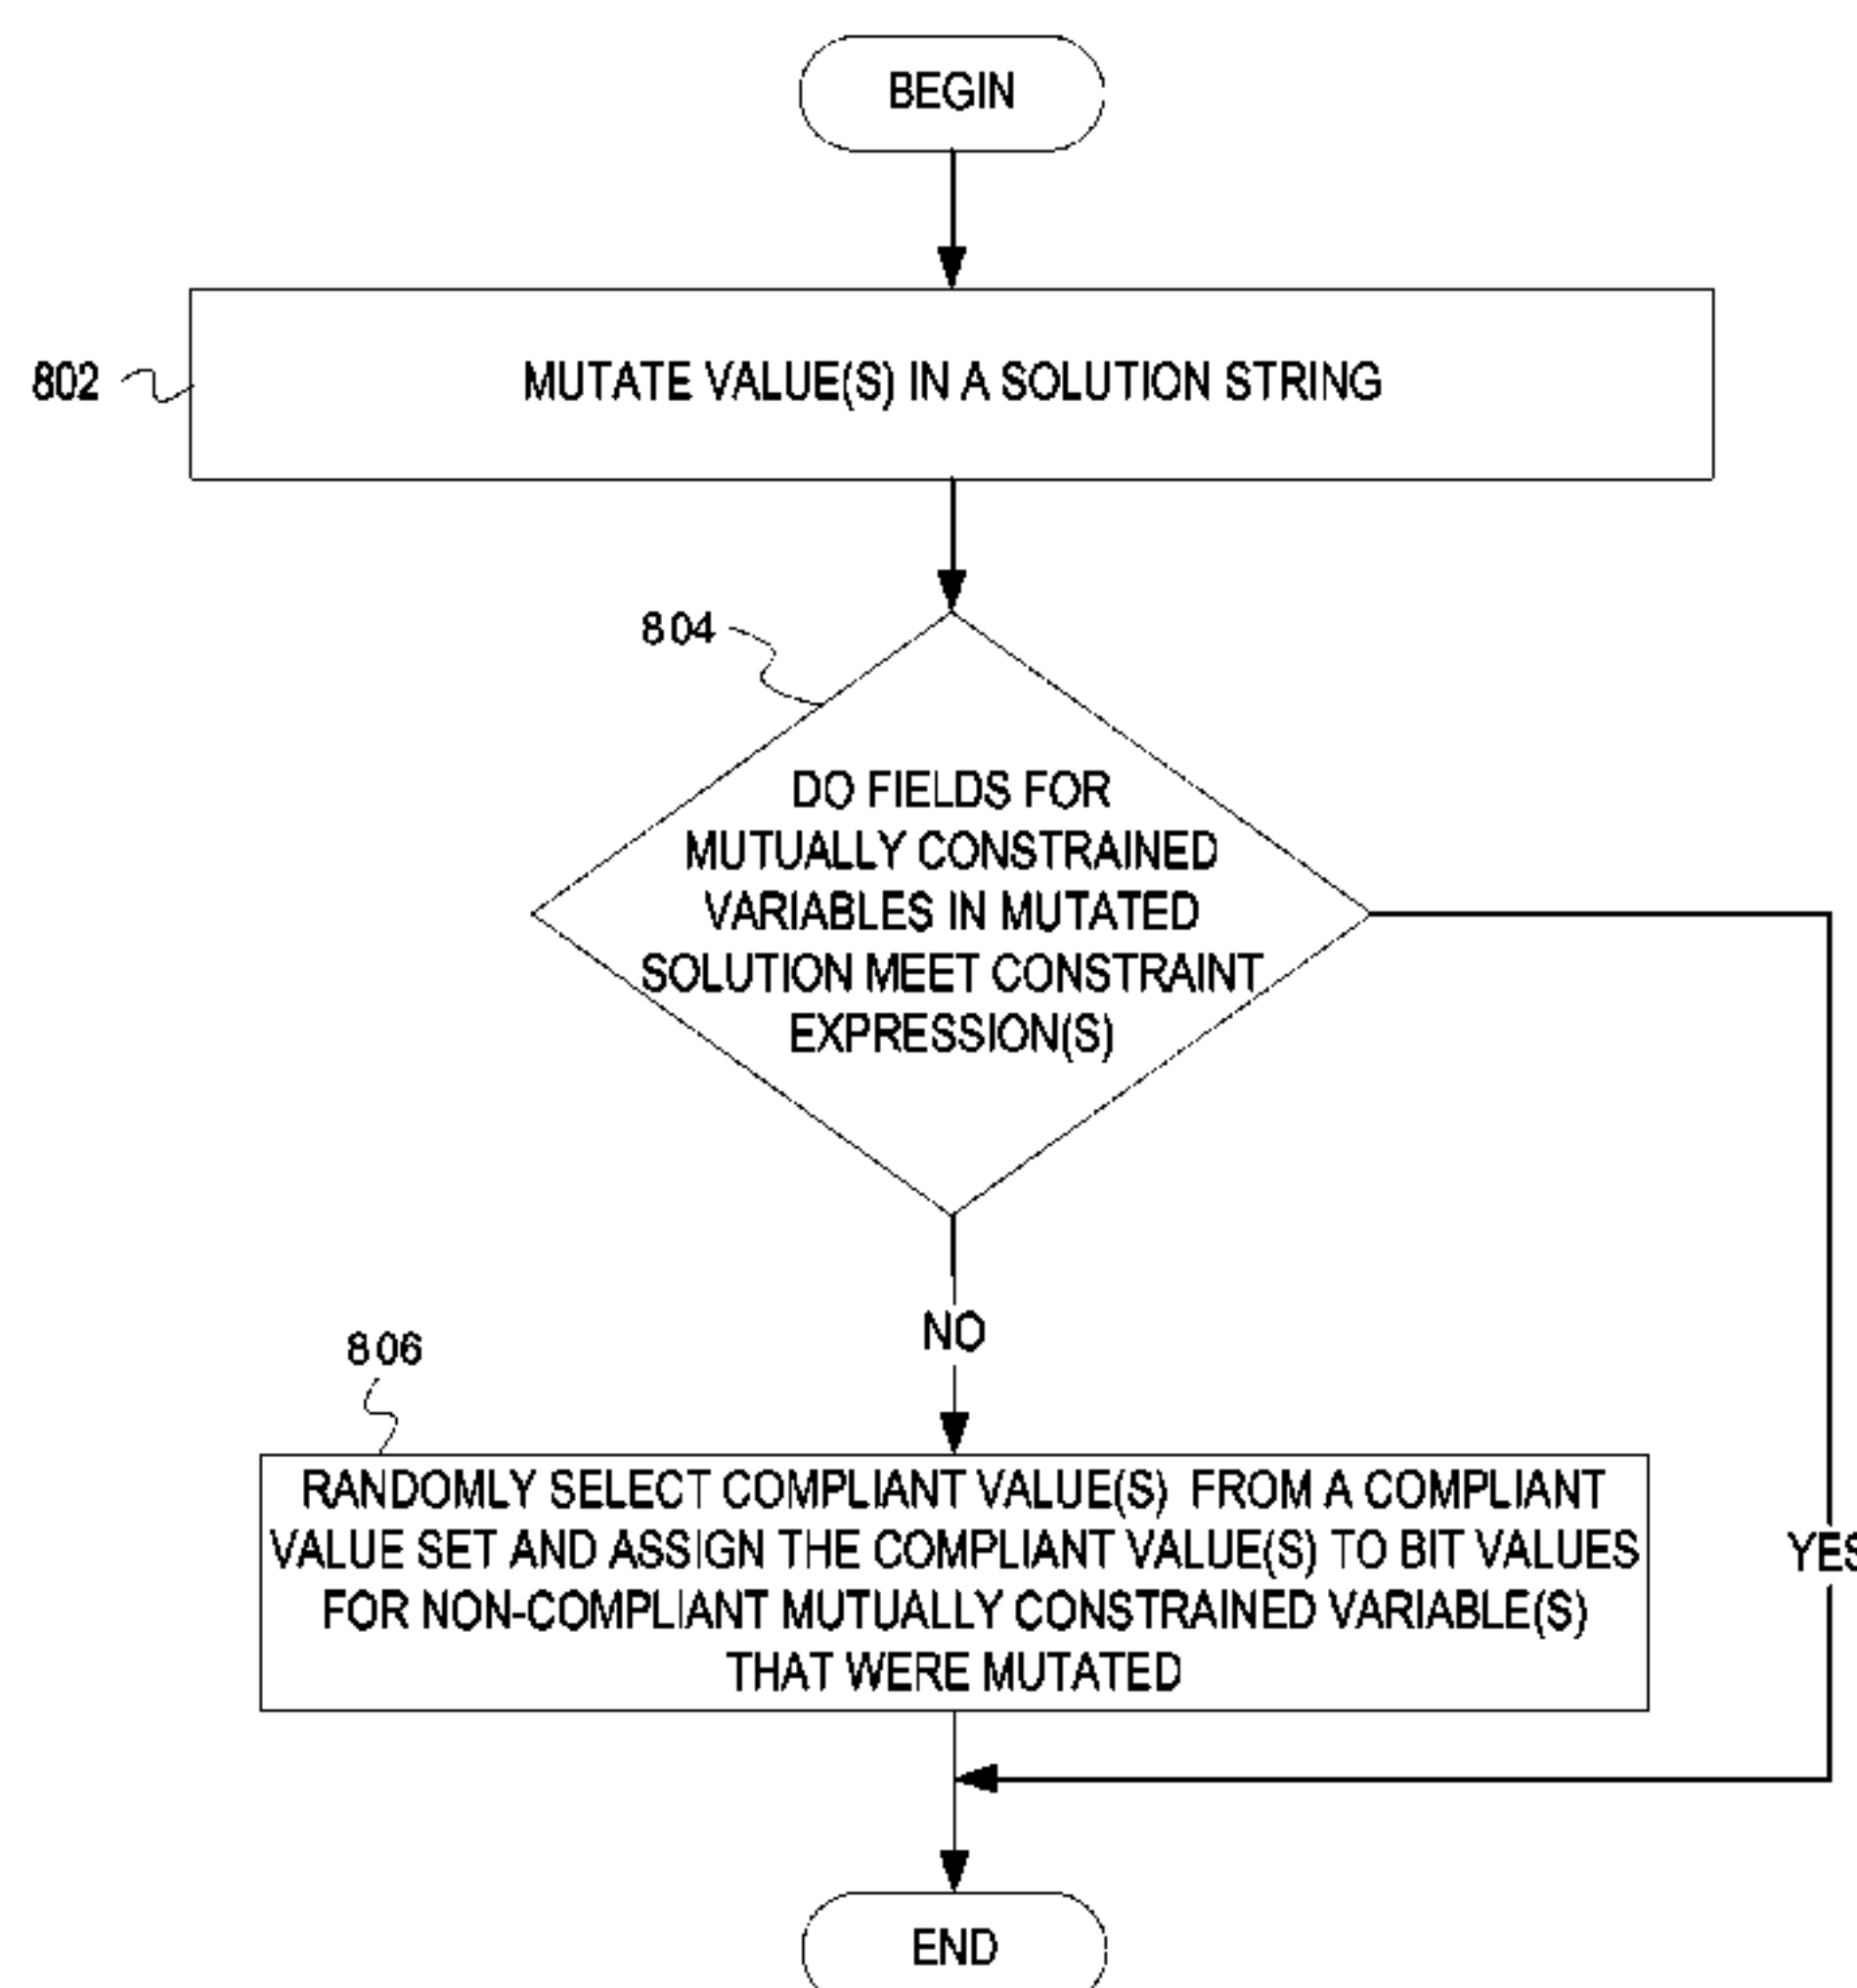 BEGIN
802
MUTATE VALUE(S) IN A SOLUTION STRING
804
DO FIELDS FOR
MUTUALLY CONSTRAINED
VARIABLES IN MUTATED
SOLUTION MEET CONSTRAINT
EXPRESSION(S)
NO
806
RANDOMLY SELECT COMPLIANT VALUE(S) FROM A COMPLIANT
VALUE SET AND ASSIGN THE COMPLIANT VALUE(S) TO BIT VALUES
FOR NON-COMPLIANT MUTUALLY CONSTRAINED VARIABLE(S)
THAT WERE MUTATED
YES
END